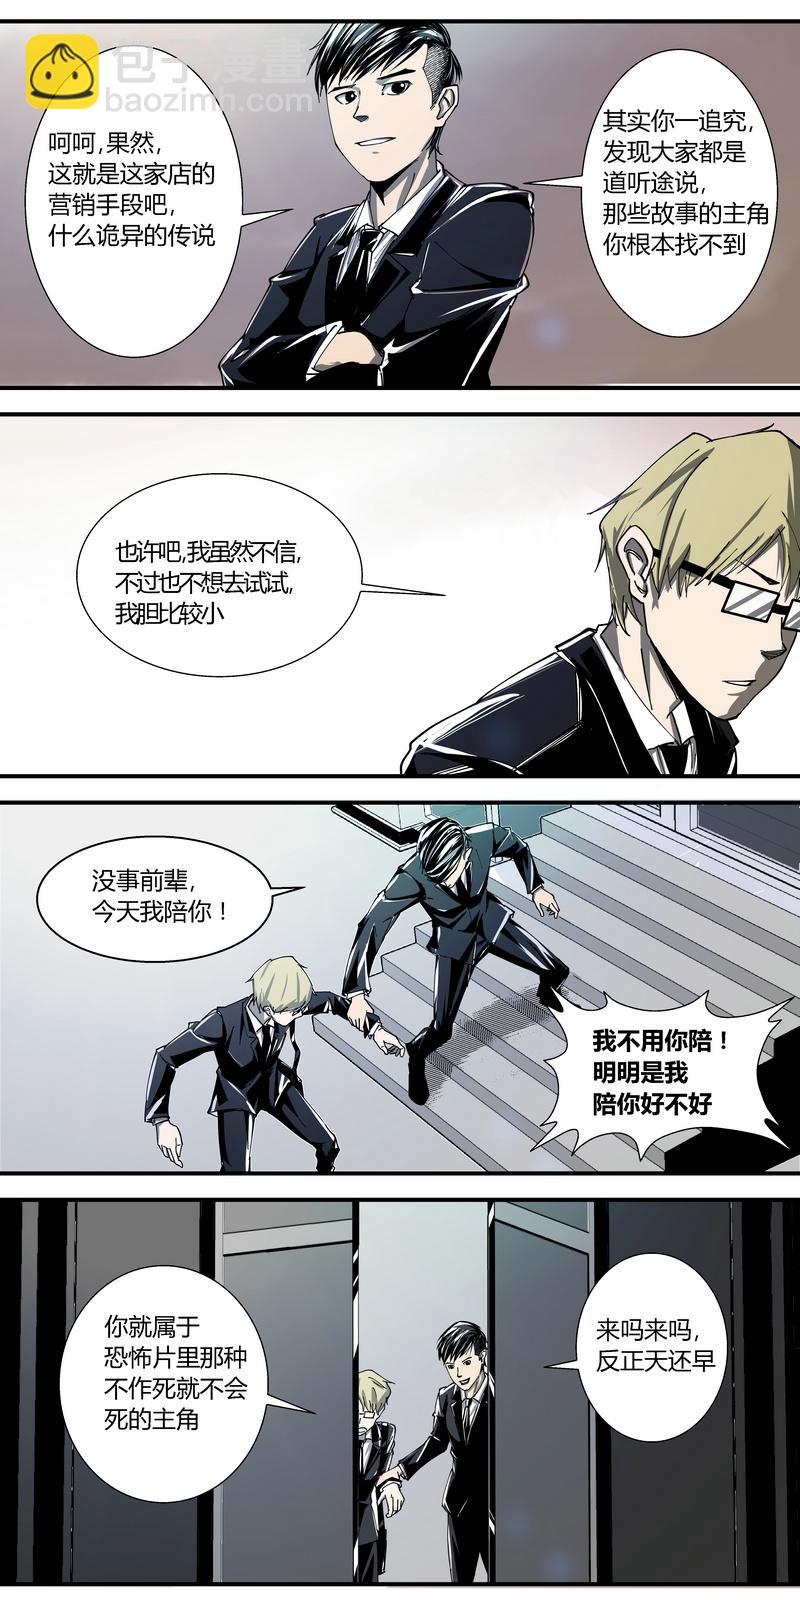 包子漫畫
baozimh.com
呵呵,果然,
这就是这家店的
营销手段吧,
什么诡异的传说
其实你一追究,
发现大家都是
道听途说,
那些故事的主角
你根本找不到
也许吧,我虽然不信,
不过也不想去试试,
我胆比较小
没事前辈,
今天我陪你！
我不用你陪！
明明是我
陪你好不好
你就属于
恐怖片里那种
不作死就不会
死的主角
来吗来吗,
反正天还早